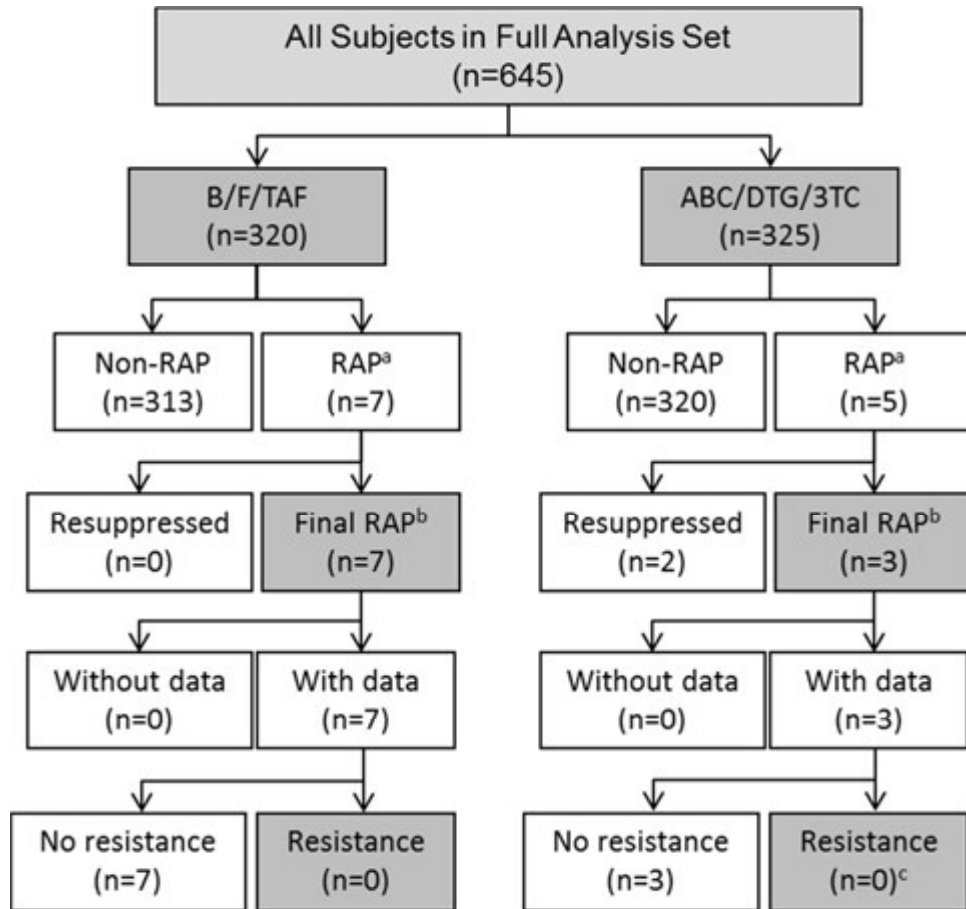 All Subjects in Full Analysis Set
(n=645)
B/F/TAF
(n=320)
ABC/DTG/3TC
(n=325)
Non-RAP
(n=313)
RAPᵃ
(n=7)
Non-RAP
(n=320)
RAPᵃ
(n=5)
Resuppressed
(n=0)
Final RAPᵇ
(n=7)
Resuppressed
(n=2)
Final RAPᵇ
(n=3)
Without data
(n=0)
With data
(n=7)
Without data
(n=0)
With data
(n=3)
No resistance
(n=7)
Resistance
(n=0)
No resistance
(n=3)
Resistance
(n=0)ᶜ